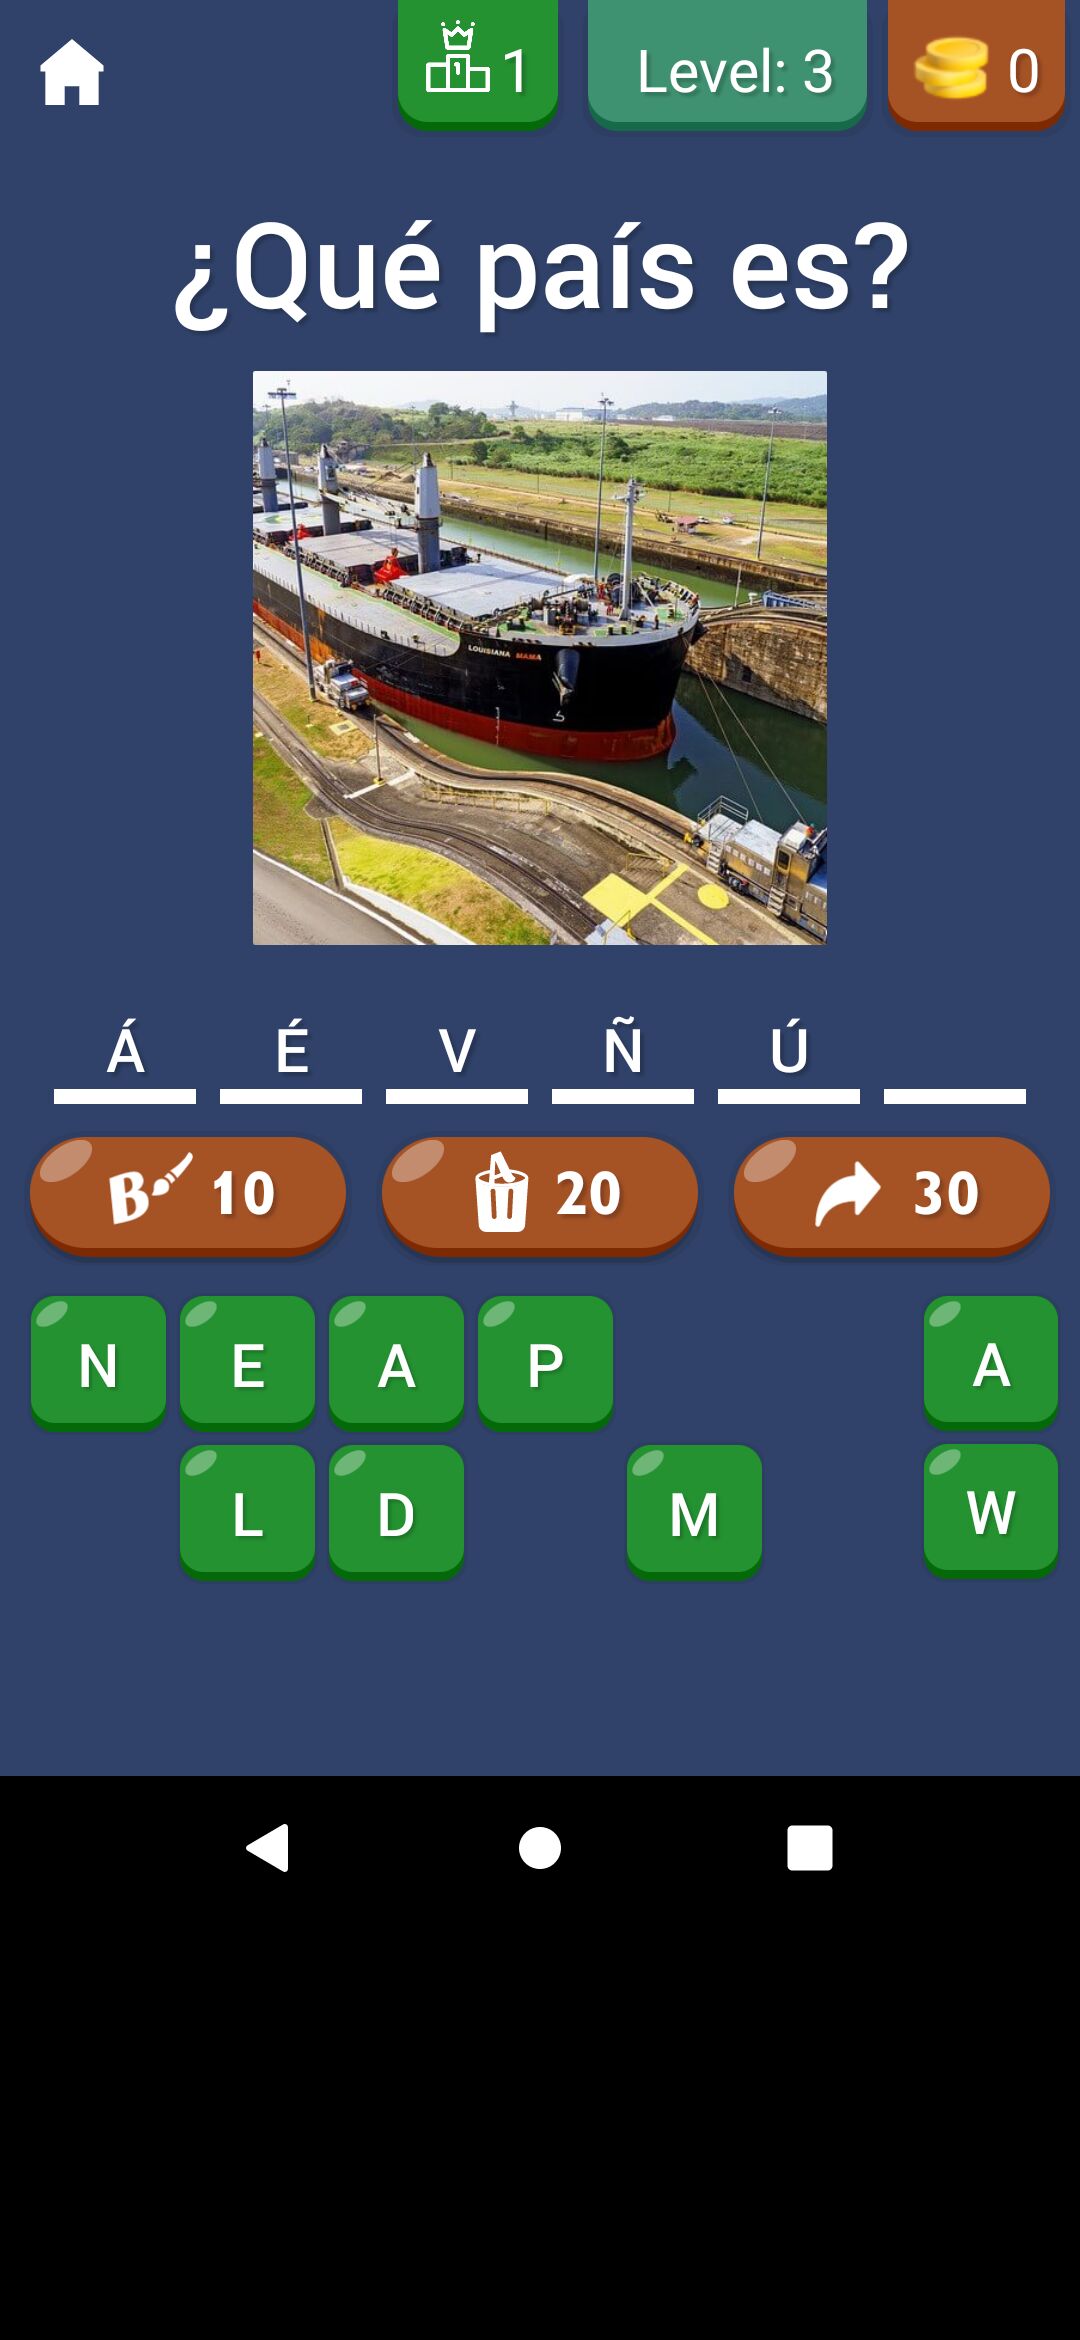 1 Level: 3 0
¿Qué país es?
LOUISIANA MAMA
Á É V Ñ Ú
B 10 20 30
N E A P A
L D M W